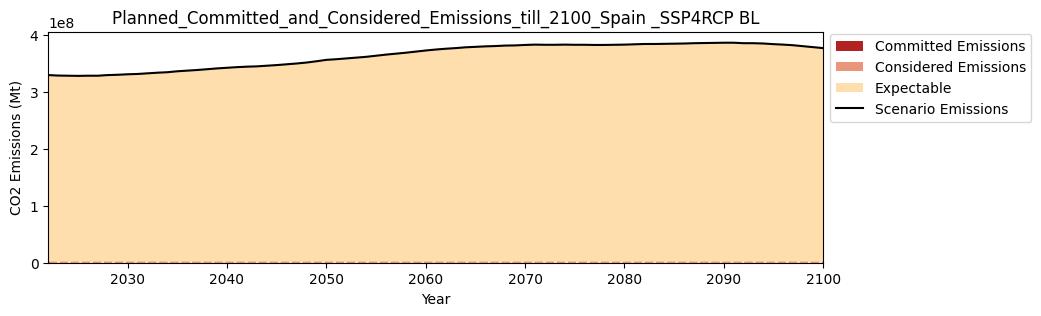 Planned_Committed_and_Considered_Emissions_till_2100_Spain _SSP4RCP BL
1e8
4
3
2
1
0
CO2 Emissions (Mt)
2030 2040 2050 2060 2070 2080 2090 2100
Year
Committed Emissions
Considered Emissions
Expectable
Scenario Emissions